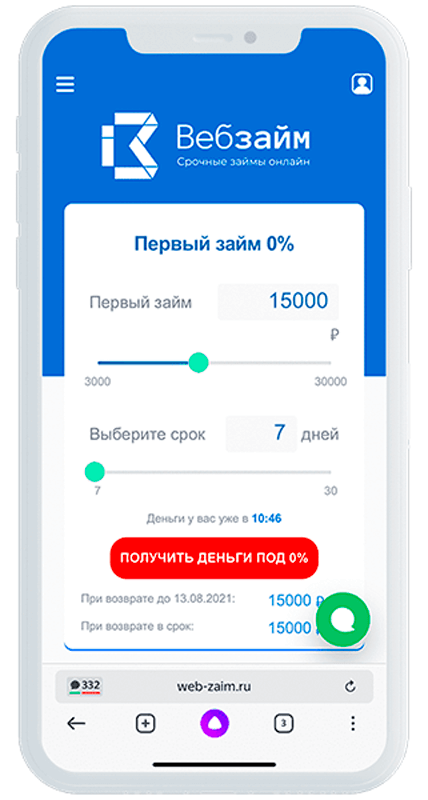 Вебзайм
Срочные займы онлайн
Первый займ 0%
Первый займ 15000
₽
3000 30000
Выберите срок 7 дней
7 30
Деньги у вас уже в 10:46
ПОЛУЧИТЬ ДЕНЬГИ ПОД 0%
При возврате до 13.08.2021: 15000 ₽
При возврате в срок: 15000
332 web-zaim.ru
3